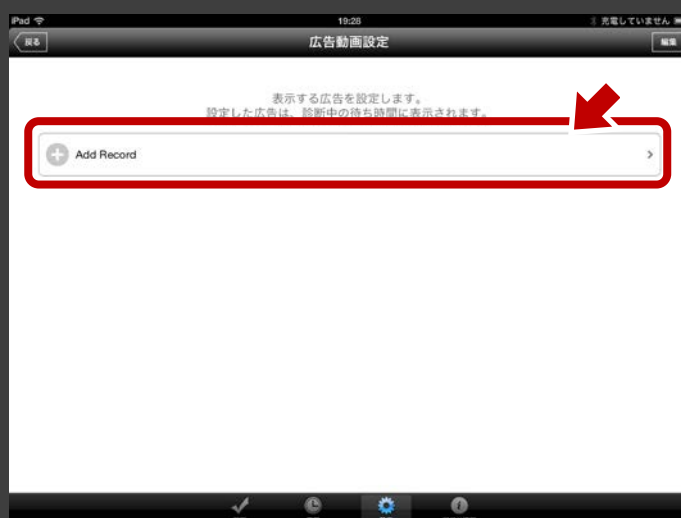 iPad 19:28 充電していません
戻る 広告動画設定 編集
表示する広告を設定します。
設定した広告は、診断中の待ち時間に表示されます。
Add Record